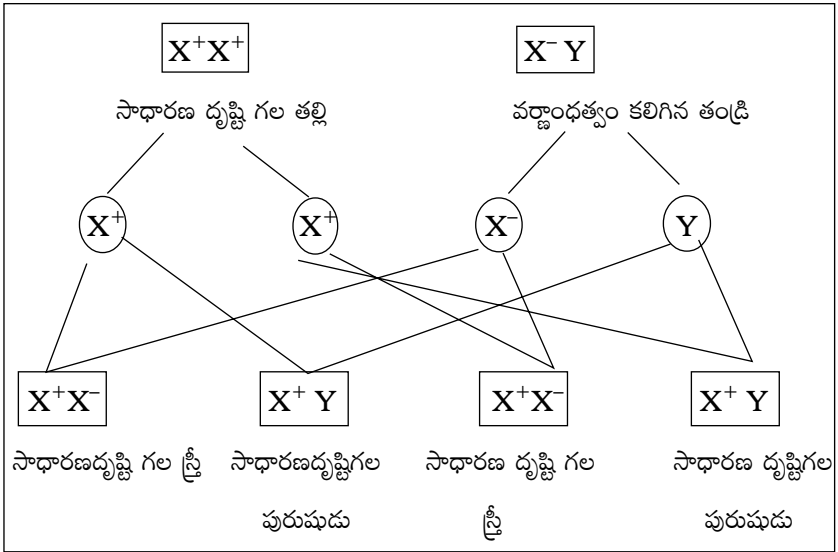 X⁺X⁺ X⁻ Y
సాధారణ దృష్టి గల తల్లి వర్ణాంధత్వం కలిగిన తండ్రి
X⁺ X⁺ X⁻ Y
X⁺X⁻ X⁺ Y X⁺X⁻ X⁺ Y
సాధారణదృష్టి గల స్త్రీ సాధారణదృష్టిగల సాధారణ దృష్టి గల సాధారణ దృష్టిగల
పురుషుడు స్త్రీ పురుషుడు